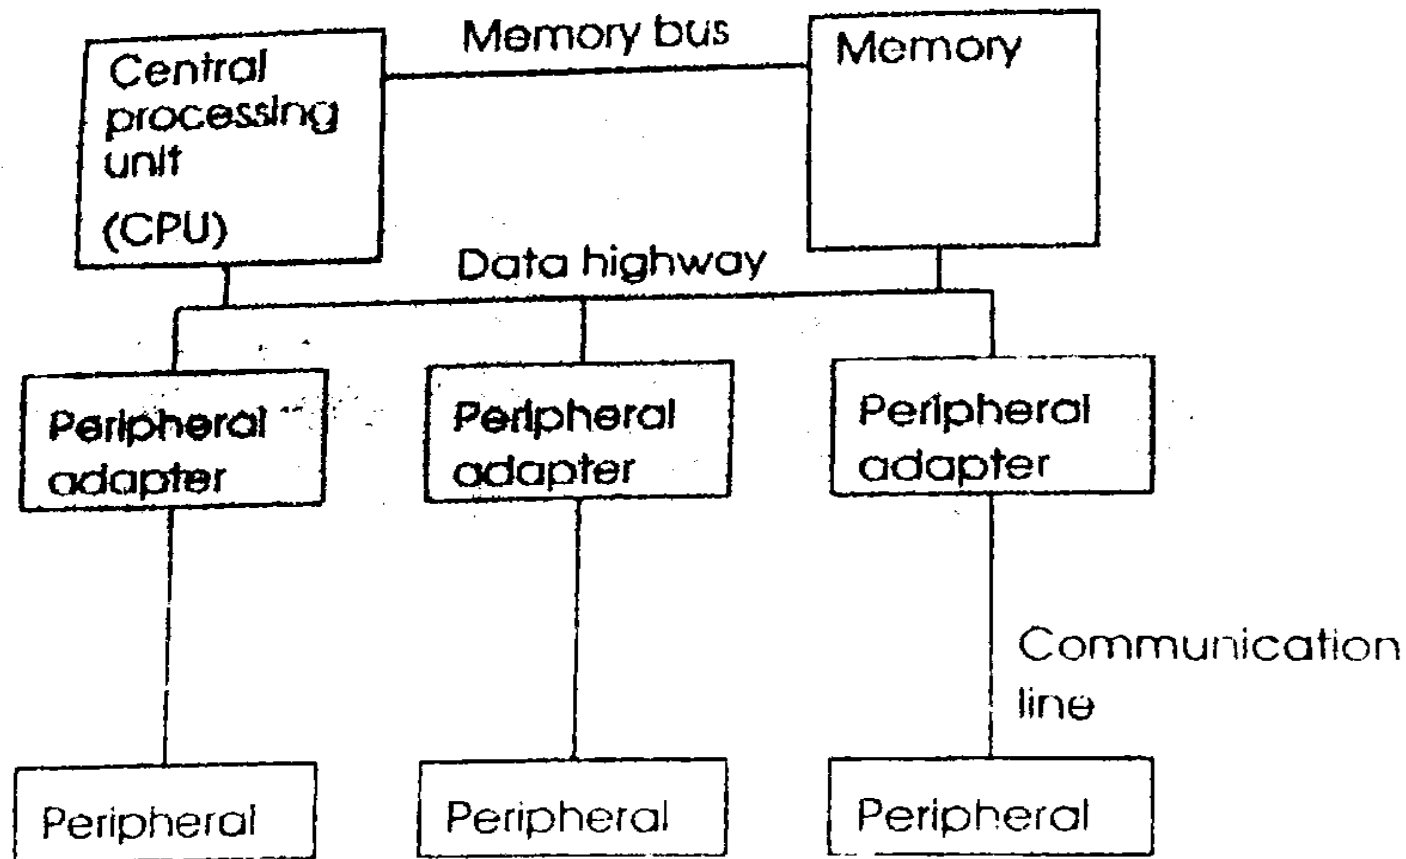 Central
processing
unit
(CPU)
Memory bus
Memory
Data highway
Peripheral
adapter
Peripheral
adapter
Peripheral
adapter
Communication
line
Peripheral
Peripheral
Peripheral